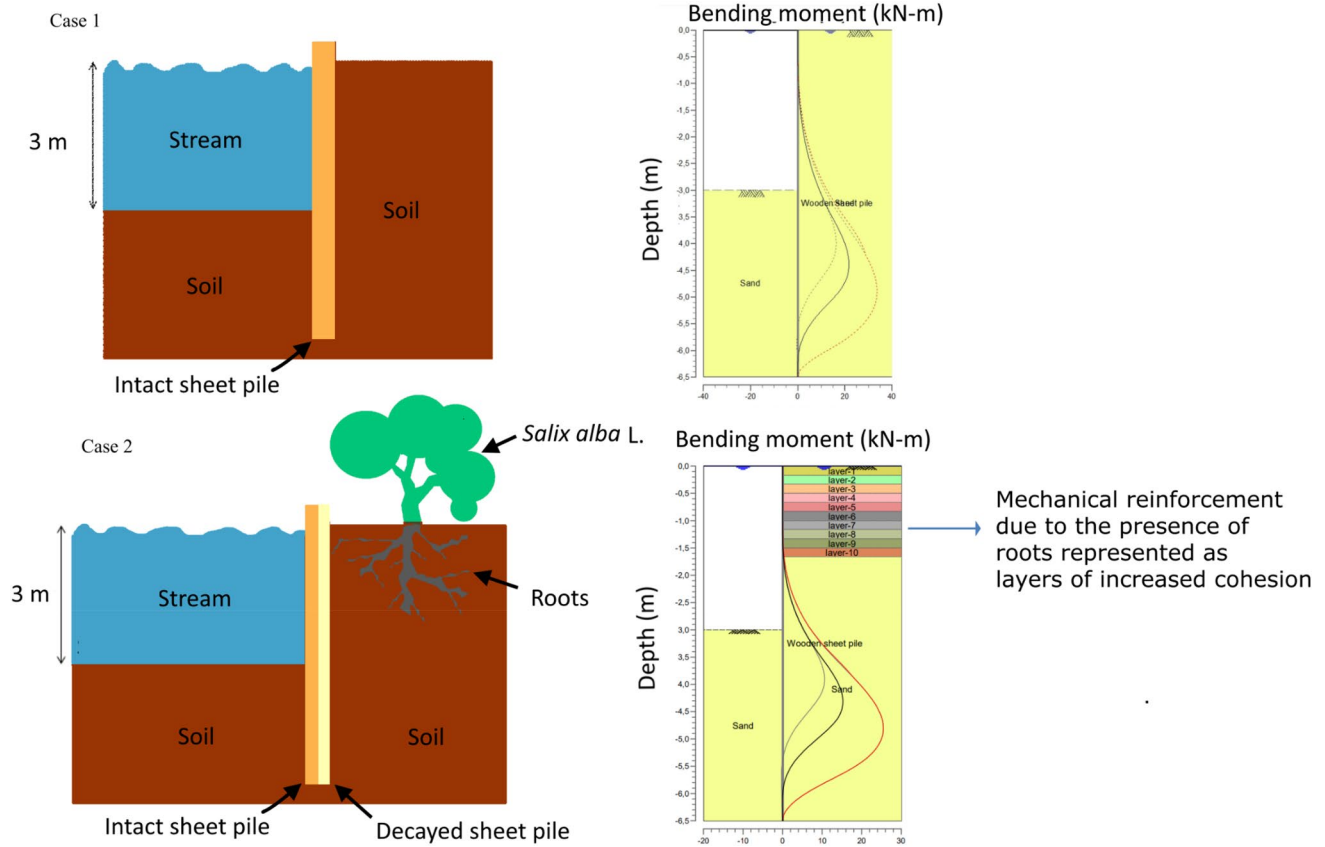 Case 1
3 m
Stream
Soil
Soil
Intact sheet pile
Bending moment (kN-m)
Depth (m)
0,0
-0,5
-1,0
-1,5
-2,0
-2,5
-3,0
-3,5
-4,0
-4,5
-5,0
-5,5
-6,0
-6,5
Wooden sheet pile
Sand
-40
-20
0
20
40
Case 2
Salix alba L.
3 m
Stream
Roots
Soil
Soil
Intact sheet pile
Decayed sheet pile
Bending moment (kN-m)
Depth (m)
0,0
-0,5
-1,0
-1,5
-2,0
-2,5
-3,0
-3,5
-4,0
-4,5
-5,0
-5,5
-6,0
-6,5
layer-1
layer-2
layer-3
layer-4
layer-5
layer-6
layer-7
layer-8
layer-9
layer-10
Wooden sheet pile
Sand
Sand
-20
-10
0
10
20
30
Mechanical reinforcement
due to the presence of
roots represented as
layers of increased cohesion